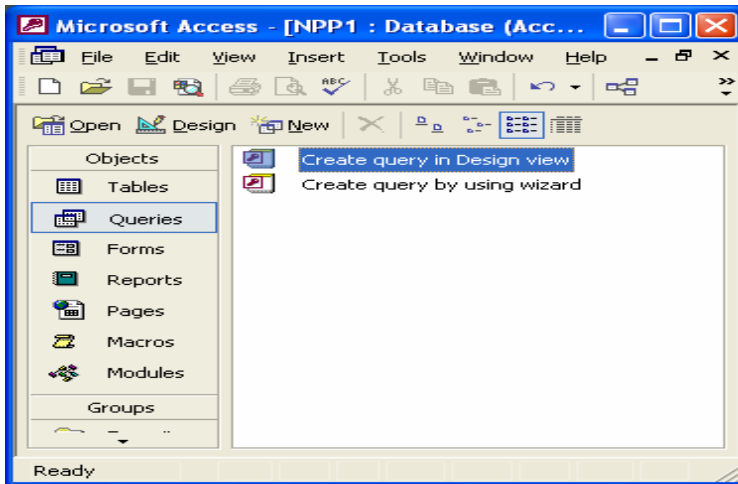 Microsoft Access - [NPP1 : Database (Acc...
File Edit View Insert Tools Window Help
ABC
Open Design New
Objects
Create query in Design view
Tables
Create query by using wizard
Queries
Forms
Reports
Pages
Macros
Modules
Groups
Ready